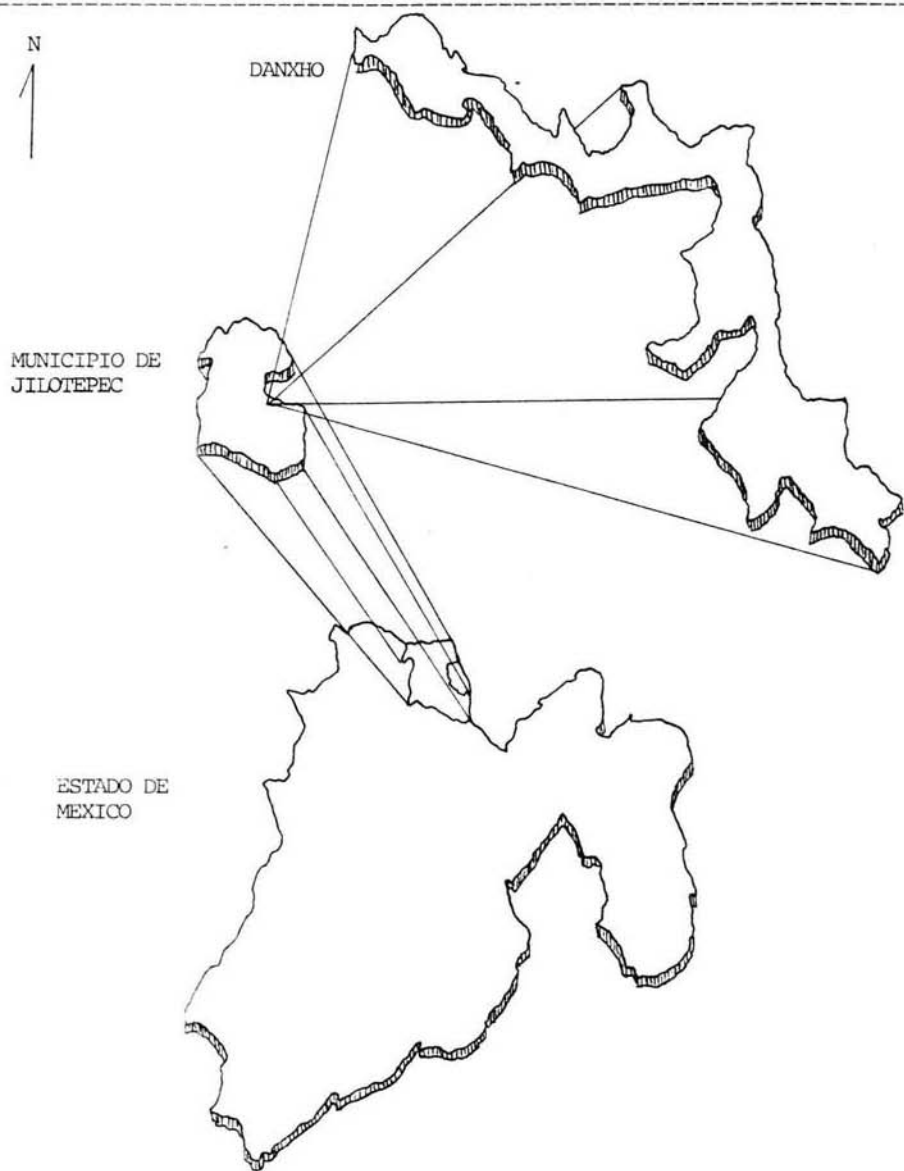 N
DANXHO
MUNICIPIO DE
JILOTEPEC
ESTADO DE
MEXICO